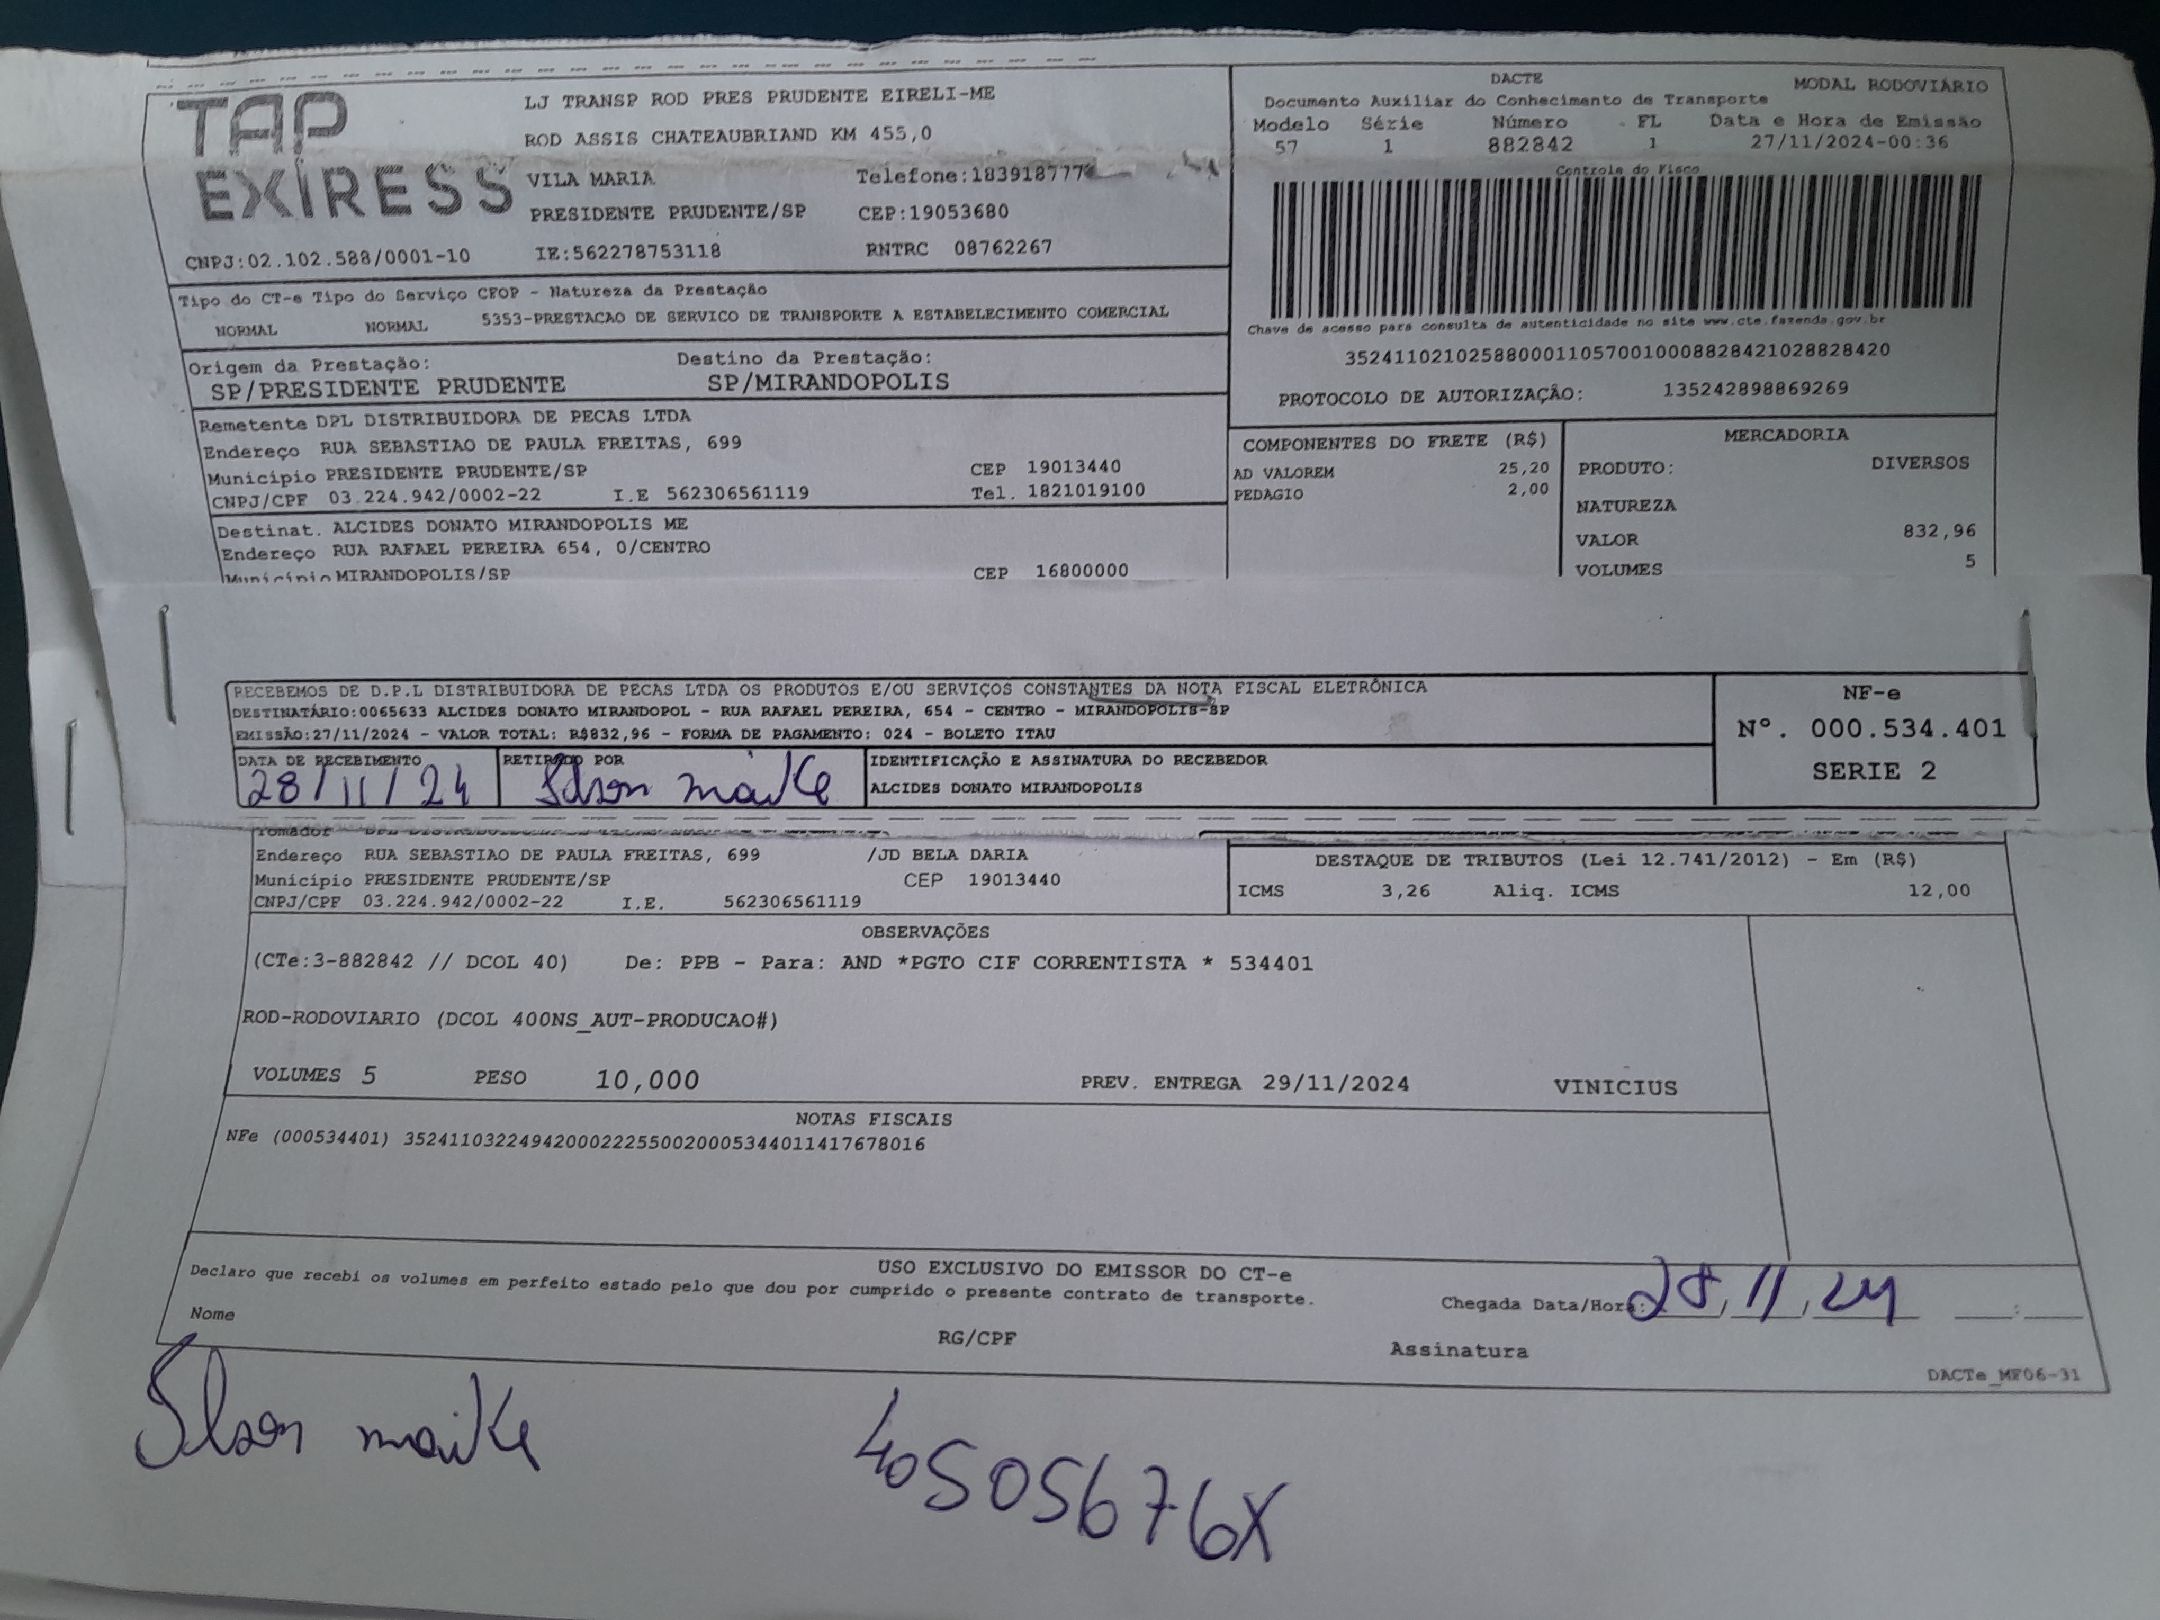 TAP EXPRESS
LJ TRANSP ROD PRES PRUDENTE EIRELI-ME
ROD ASSIS CHATEAUBRIAND KM 455,0
VILA MARIA Telefone:183918777
PRESIDENTE PRUDENTE/SP CEP:19053680
CNPJ:02.102.588/0001-10 IE:562278753118 RNTRC 08762267
DACTE MODAL RODOVIÁRIO
Documento Auxiliar do Conhecimento de Transporte
Modelo Série Número FL Data e Hora de Emissão
57 1 882842 1 27/11/2024-00:36
Controle do Fisco
Chave de acesso para consulta de autenticidade no site www.cte.fazenda.gov.br
35241102102588000110570010008828421028828420
PROTOCOLO DE AUTORIZAÇÃO: 135242898869269
Tipo do CT-e Tipo do Serviço CFOP - Natureza da Prestação
NORMAL NORMAL 5353-PRESTACAO DE SERVICO DE TRANSPORTE A ESTABELECIMENTO COMERCIAL
Origem da Prestação: Destino da Prestação:
SP/PRESIDENTE PRUDENTE SP/MIRANDOPOLIS
Remetente DPL DISTRIBUIDORA DE PECAS LTDA
Endereço RUA SEBASTIAO DE PAULA FREITAS, 699
Município PRESIDENTE PRUDENTE/SP CEP 19013440
CNPJ/CPF 03.224.942/0002-22 I.E 562306561119 Tel. 1821019100
Destinat. ALCIDES DONATO MIRANDOPOLIS ME
Endereço RUA RAFAEL PEREIRA 654, 0/CENTRO
Município MIRANDOPOLIS/SP CEP 16800000
COMPONENTES DO FRETE (R$)
AD VALOREM 25,20
PEDAGIO 2,00
MERCADORIA
PRODUTO: DIVERSOS
NATUREZA
VALOR 832,96
VOLUMES 5
RECEBEMOS DE D.P.L DISTRIBUIDORA DE PECAS LTDA OS PRODUTOS E/OU SERVIÇOS CONSTANTES DA NOTA FISCAL ELETRÔNICA
DESTINATÁRIO:0065633 ALCIDES DONATO MIRANDOPOL - RUA RAFAEL PEREIRA, 654 - CENTRO - MIRANDOPOLIS-SP
EMISSÃO:27/11/2024 - VALOR TOTAL: R$832,96 - FORMA DE PAGAMENTO: 024 - BOLETO ITAU
DATA DE RECEBIMENTO RETIRADO POR IDENTIFICAÇÃO E ASSINATURA DO RECEBEDOR
28/11/24 maike ALCIDES DONATO MIRANDOPOLIS
NF-e
Nº. 000.534.401
SERIE 2
Tomador
Endereço RUA SEBASTIAO DE PAULA FREITAS, 699 /JD BELA DARIA
Município PRESIDENTE PRUDENTE/SP CEP 19013440
CNPJ/CPF 03.224.942/0002-22 I.E. 562306561119
DESTAQUE DE TRIBUTOS (Lei 12.741/2012) - Em (R$)
ICMS 3,26 Aliq. ICMS 12,00
OBSERVAÇÕES
(CTe:3-882842 // DCOL 40) De: PPB - Para: AND *PGTO CIF CORRENTISTA * 534401
ROD-RODOVIARIO (DCOL 400NS_AUT-PRODUCAO#)
VOLUMES 5 PESO 10,000 PREV. ENTREGA 29/11/2024 VINICIUS
NOTAS FISCAIS
NFe (000534401) 35241103224942000222550020005344011417678016
USO EXCLUSIVO DO EMISSOR DO CT-e
Declaro que recebi os volumes em perfeito estado pelo que dou por cumprido o presente contrato de transporte.
Chegada Data/Hora: 28/11/24 __:__
Nome RG/CPF Assinatura
DACTe_MF06-31
maike 40505676X